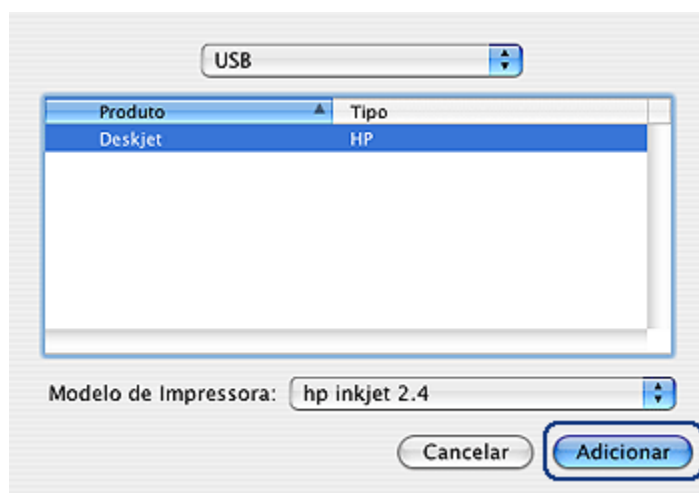 USB
Produto Tipo
Deskjet HP
Modelo de Impressora: hp inkjet 2.4
Cancelar Adicionar